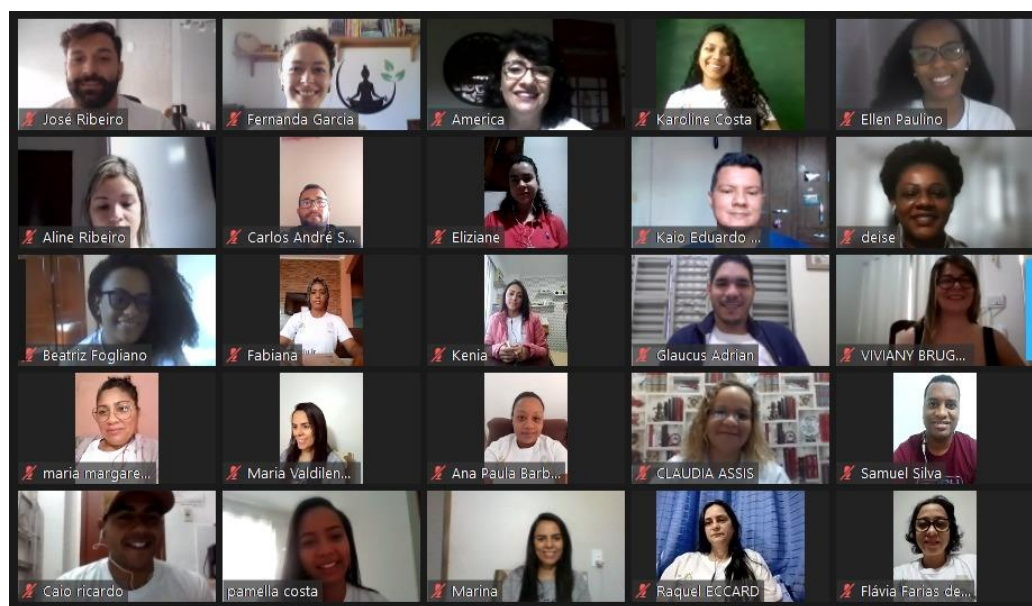 José Ribeiro
Fernanda Garcia
America
Karoline Costa
Ellen Paulino
Aline Ribeiro
Carlos André S...
Eliziane
Kaio Eduardo ...
deise
Beatriz Fogliano
Fabiana
Kenia
Glaucus Adrian
VIVIANY BRUG...
maria margare...
Maria Valdilen...
Ana Paula Barb...
CLAUDIA ASSIS
Samuel Silva
Caio ricardo
pamella costa
Marina
Raquel ECCARD
Flávia Farias de...